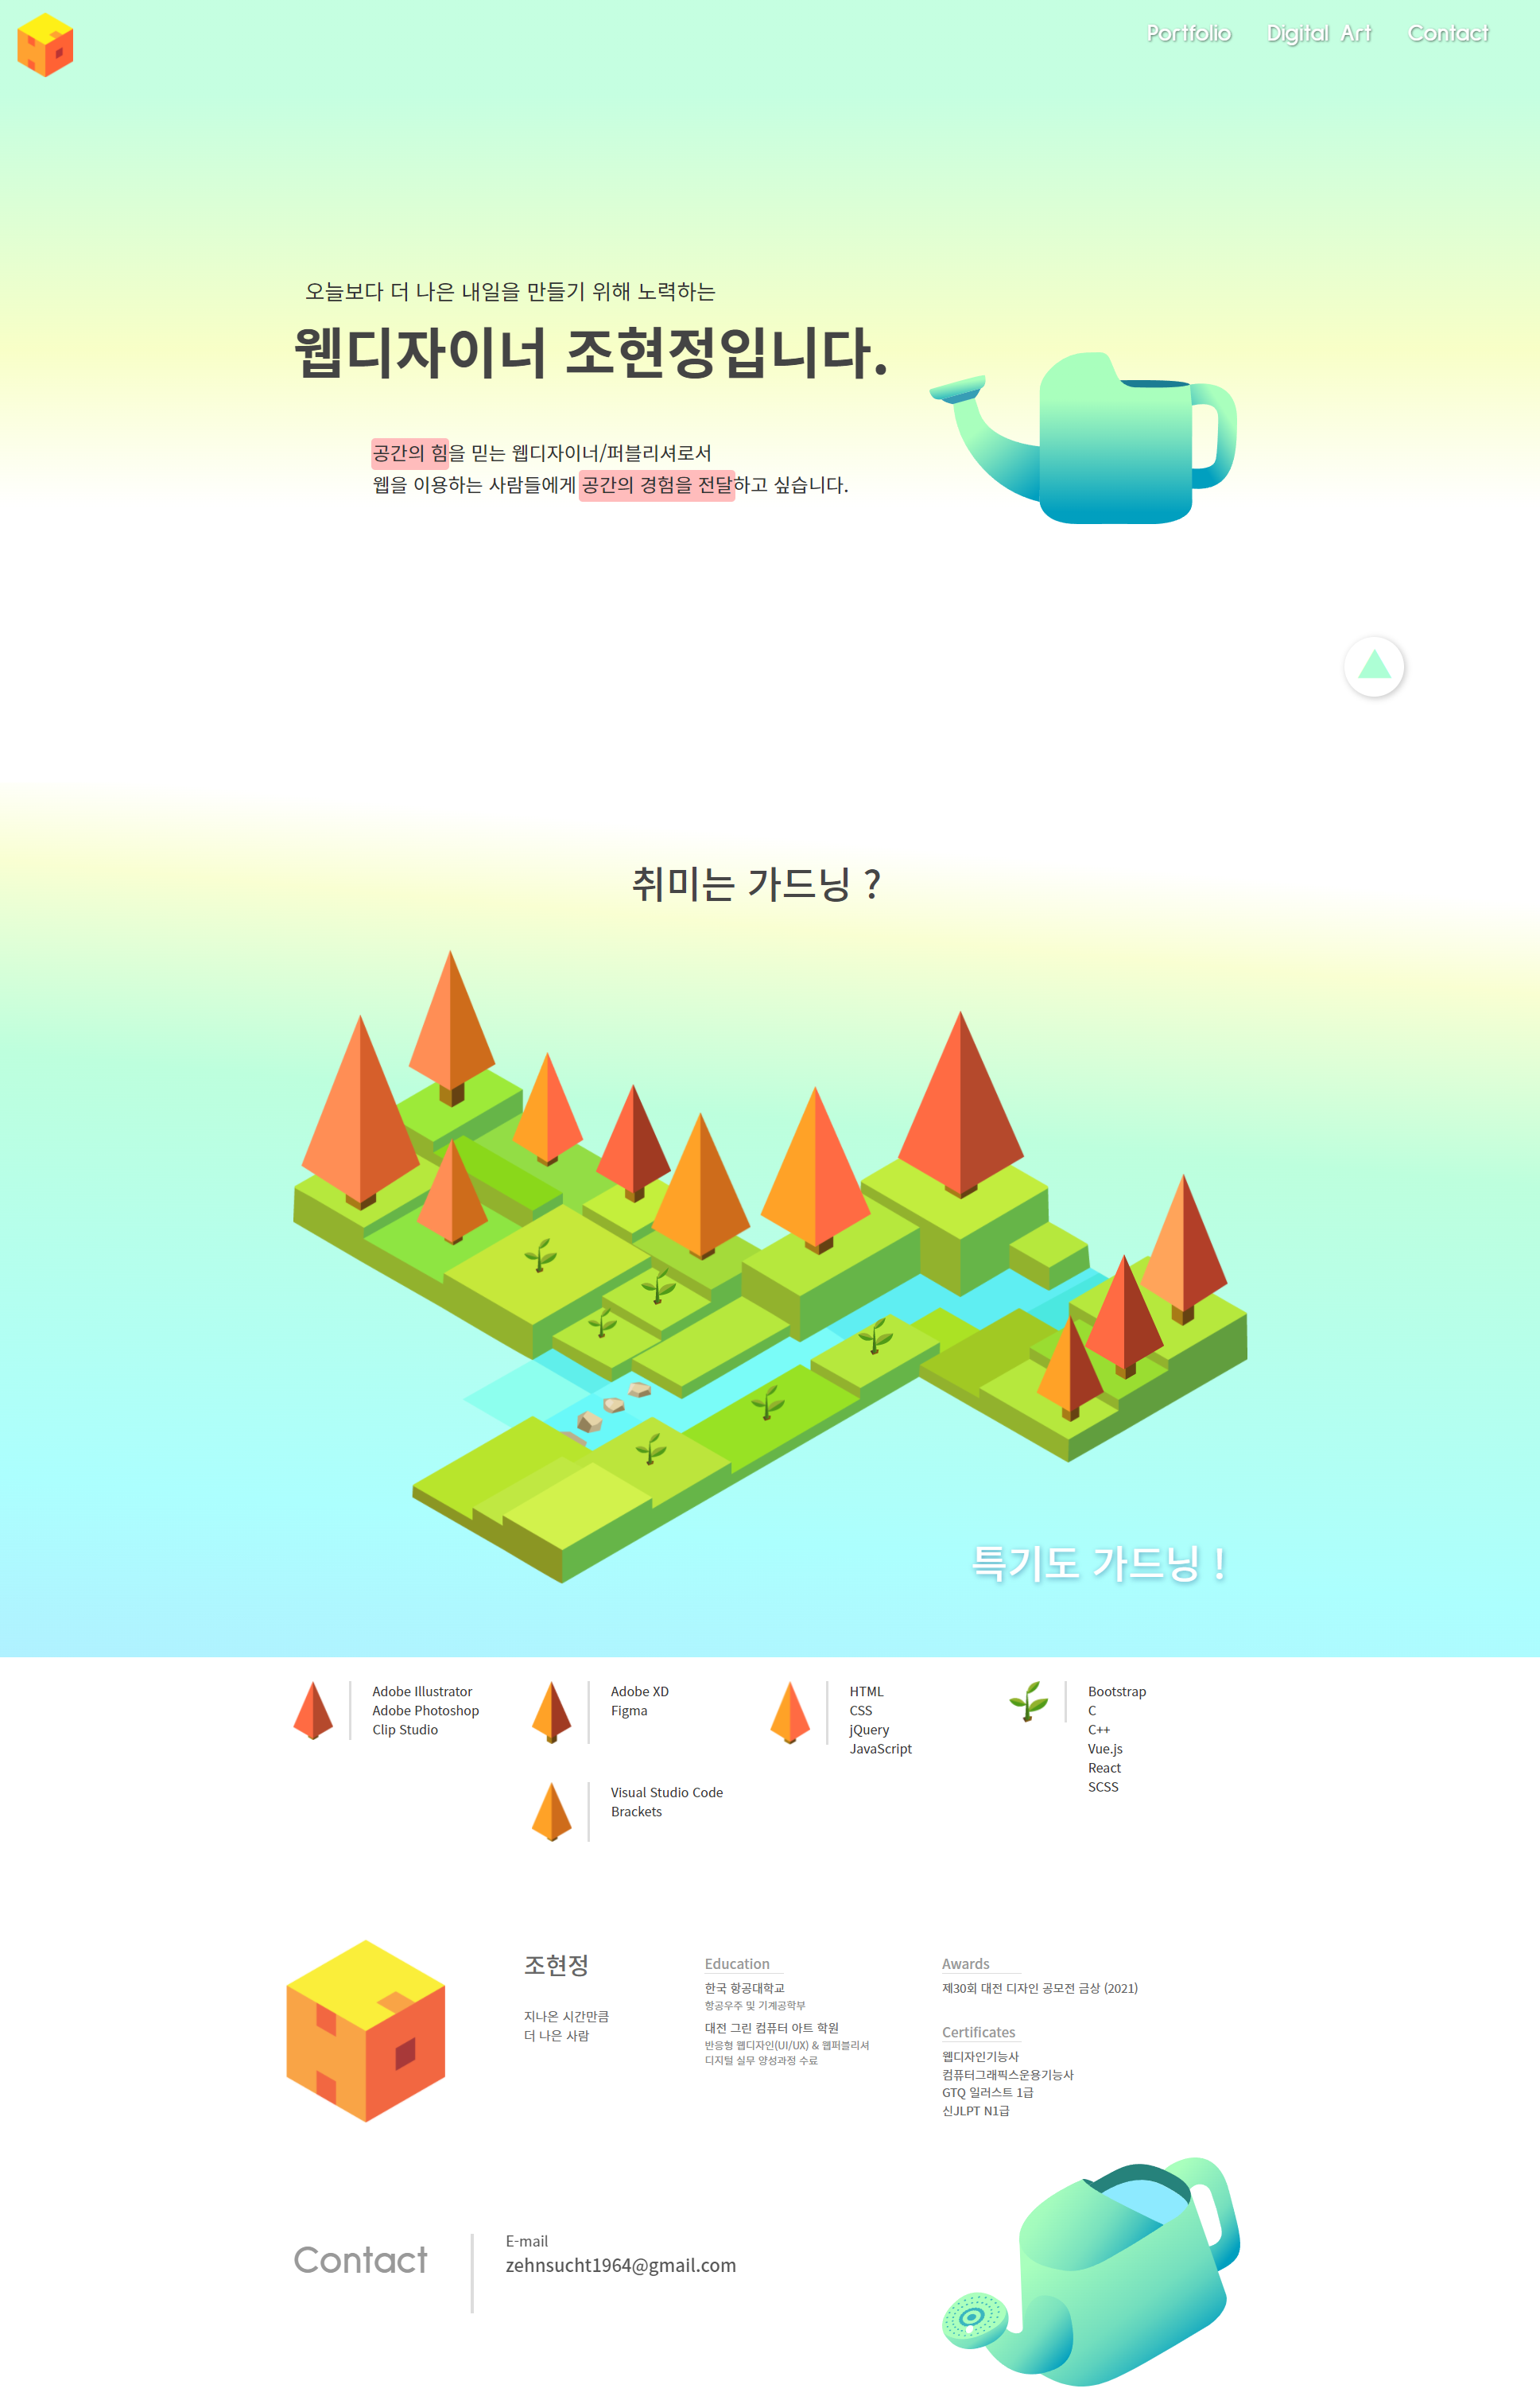 Portfolio Digital Art Contact
오늘보다 더 나은 내일을 만들기 위해 노력하는
웹디자이너 조현정입니다.
공간의 힘을 믿는 웹디자이너/퍼블리셔로서
웹을 이용하는 사람들에게 공간의 경험을 전달하고 싶습니다.
취미는 가드닝 ?
특기도 가드닝 !
Adobe Illustrator
Adobe Photoshop
Clip Studio
Adobe XD
Figma
HTML
CSS
jQuery
JavaScript
Bootstrap
C
C++
Vue.js
React
SCSS
Visual Studio Code
Brackets
조현정
지나온 시간만큼
더 나은 사람
Education
한국 항공대학교
항공우주 및 기계공학부
대전 그린 컴퓨터 아트 학원
반응형 웹디자인(UI/UX) & 웹퍼블리셔
디지털 실무 양성과정 수료
Awards
제30회 대전 디자인 공모전 금상 (2021)
Certificates
웹디자인기능사
컴퓨터그래픽스운용기능사
GTQ 일러스트 1급
신JLPT N1급
Contact
E-mail
zehnsucht1964@gmail.com